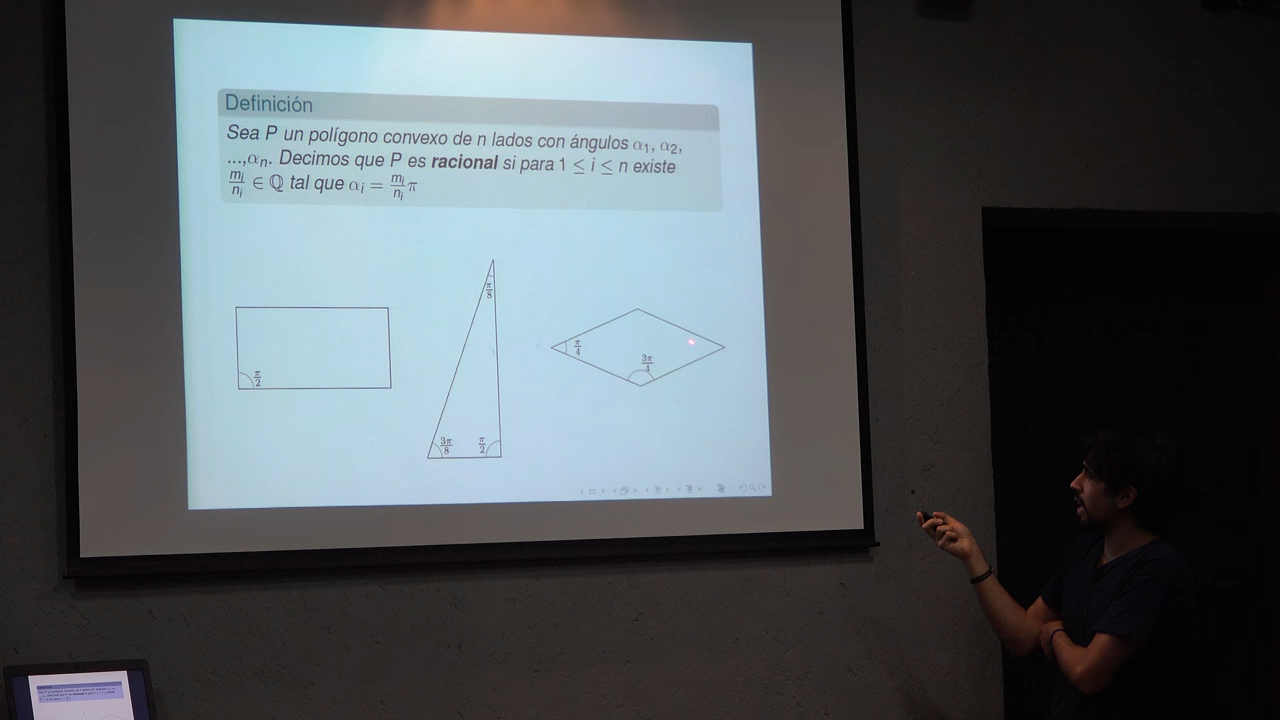 Definición
Sea P un polígono convexo de n lados con ángulos α₁, α₂,
...,αₙ. Decimos que P es racional si para 1 ≤ i ≤ n existe
mᵢ/nᵢ ∈ ℚ tal que αᵢ = mᵢ/nᵢ π
π/8
π/4
3π/4
π/2
3π/8
π/2